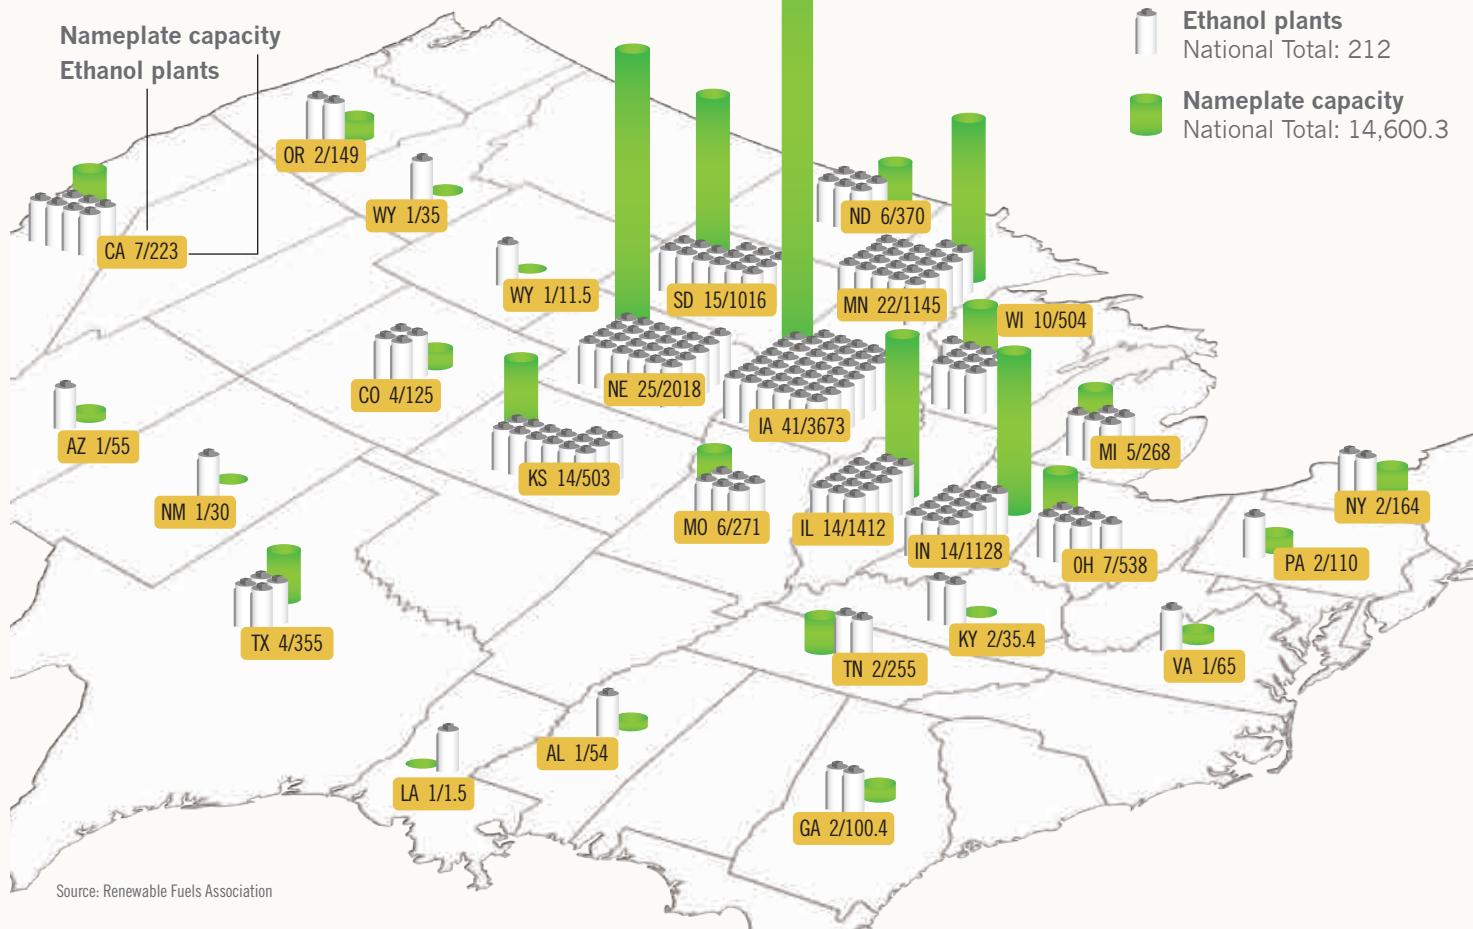 Nameplate capacity
Ethanol plants
Ethanol plants
National Total: 212
Nameplate capacity
National Total: 14,600.3
OR 2/149
WY 1/35
CA 7/223
ND 6/370
WY 1/11.5
SD 15/1016
MN 22/1145
WI 10/504
CO 4/125
NE 25/2018
IA 41/3673
AZ 1/55
KS 14/503
MI 5/268
NM 1/30
MO 6/271
IL 14/1412
IN 14/1128
NY 2/164
OH 7/538
PA 2/110
TX 4/355
TN 2/255
KY 2/35.4
VA 1/65
AL 1/54
LA 1/1.5
GA 2/100.4
Source: Renewable Fuels Association